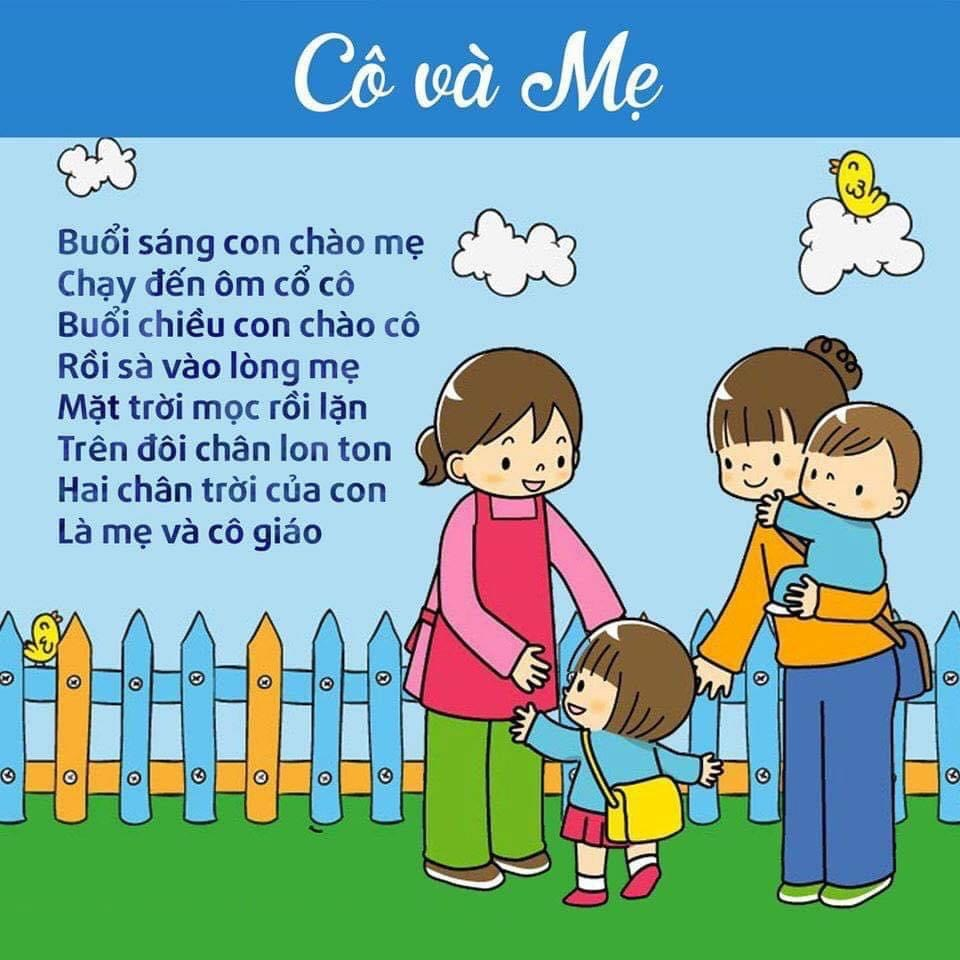 Cô và Mẹ
Buổi sáng con chào mẹ
Chạy đến ôm cổ cô
Buổi chiều con chào cô
Rồi sà vào lòng mẹ
Mặt trời mọc rồi lặn
Trên đôi chân lon ton
Hai chân trời của con
Là mẹ và cô giáo